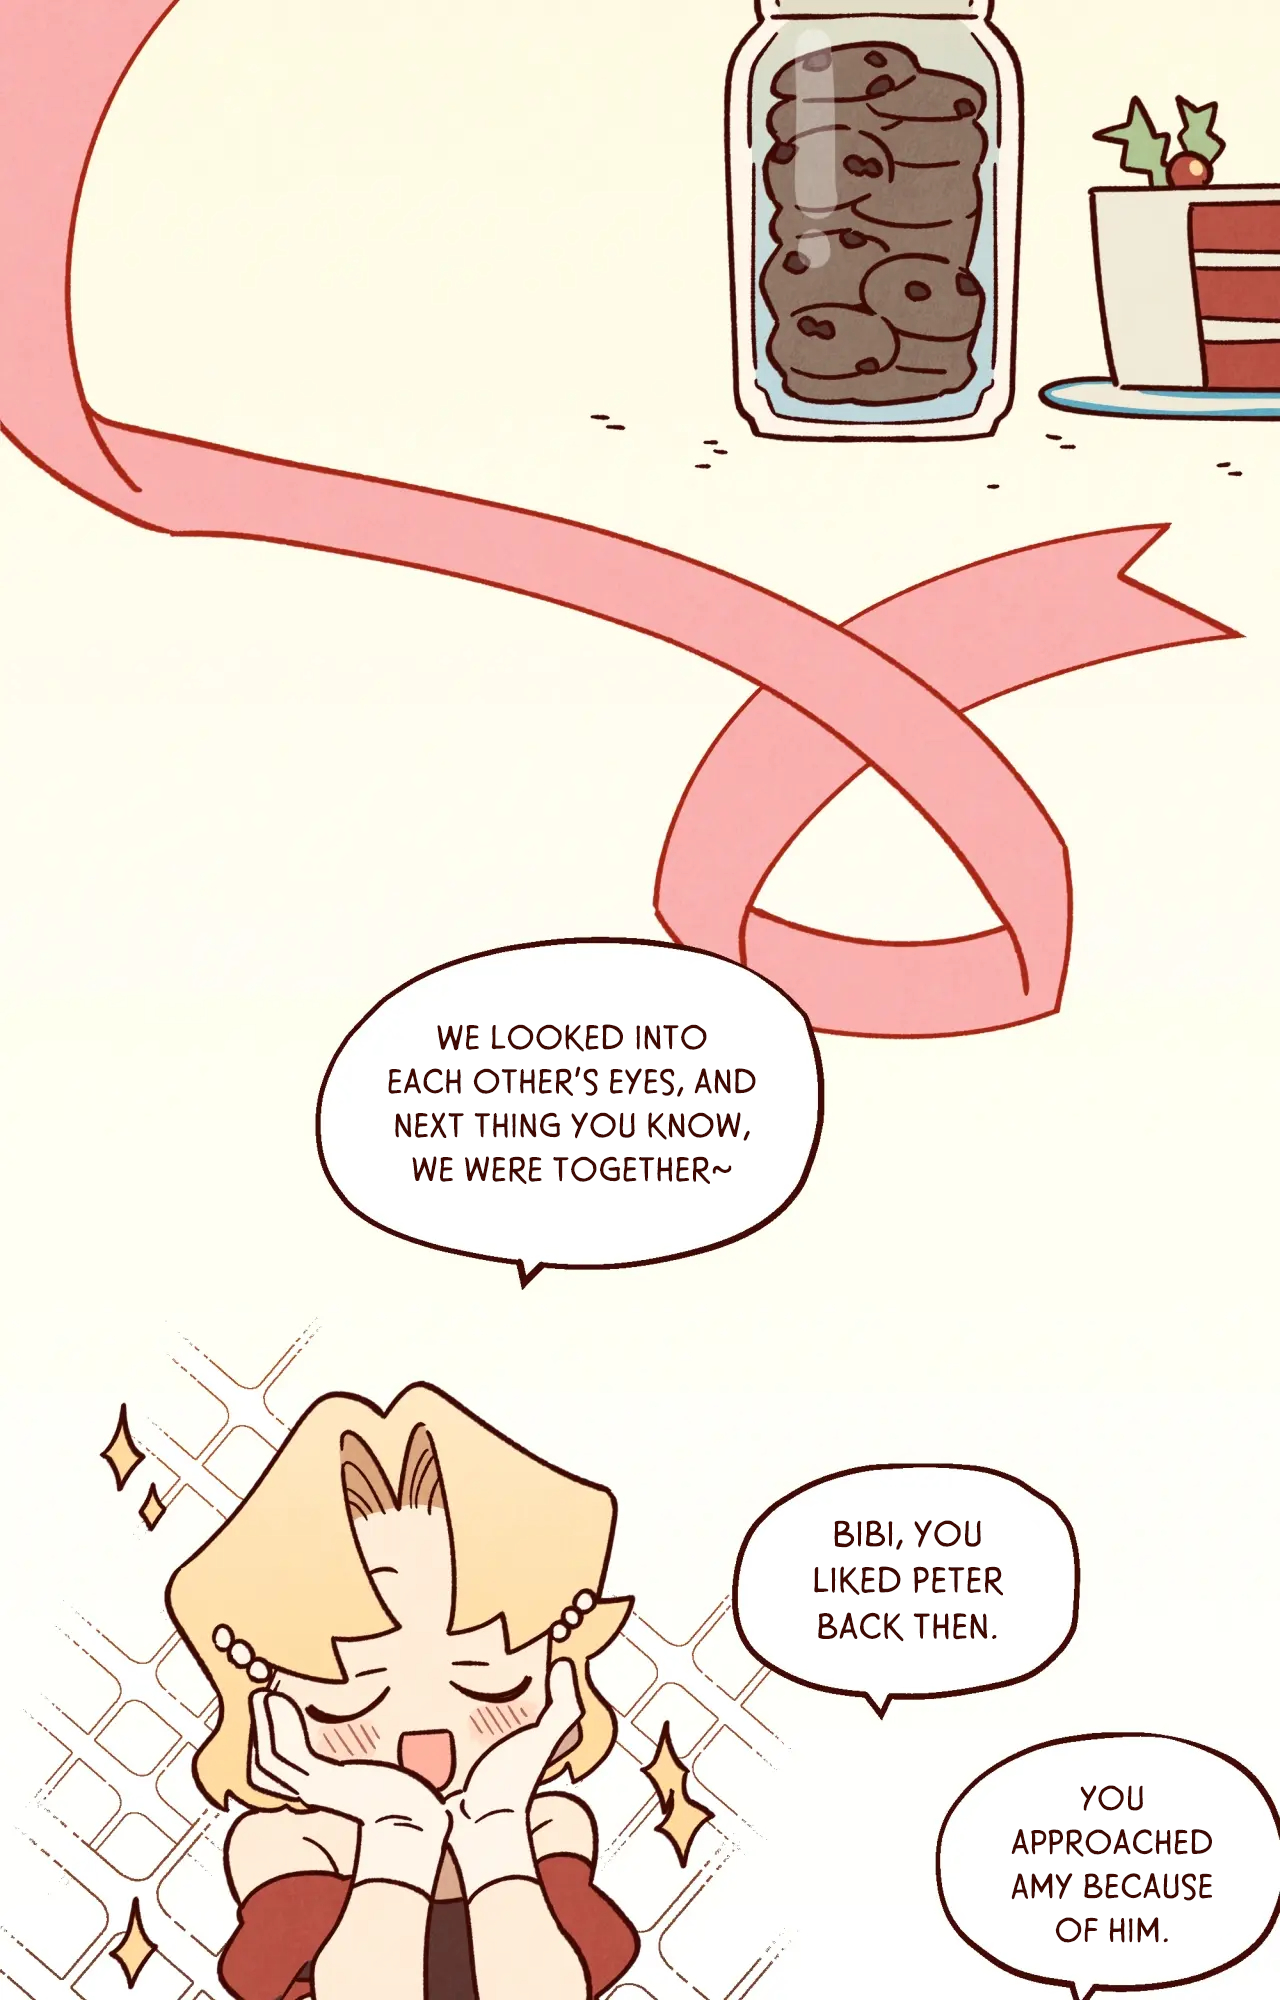 WE LOOKED INTO
EACH OTHER'S EYES, AND
NEXT THING YOU KNOW,
WE WERE TOGETHER~
BIBI, YOU
LIKED PETER
BACK THEN.
YOU
APPROACHED
AMY BECAUSE
OF HIM.